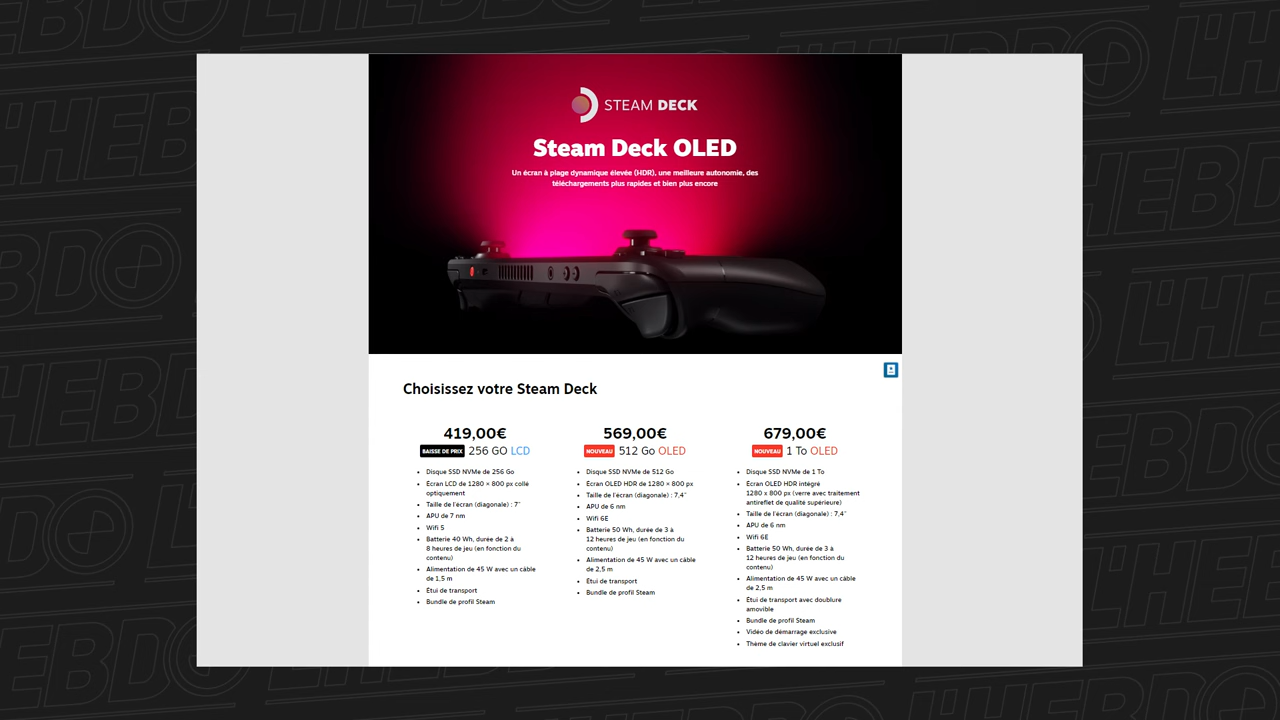 STEAM DECK
Steam Deck OLED
Un écran à plage dynamique élevée (HDR), une meilleure autonomie, des
téléchargements plus rapides et bien plus encore
Choisissez votre Steam Deck
419,00€
BAISSE DE PRIX 256 GO LCD
Disque SSD NVMe de 256 Go
Écran LCD de 1280 × 800 px collé
optiquement
Taille de l'écran (diagonale) : 7"
APU de 7 nm
Wifi 5
Batterie 40 Wh, durée de 2 à
8 heures de jeu (en fonction du
contenu)
Alimentation de 45 W avec un câble
de 1,5 m
Étui de transport
Bundle de profil Steam
569,00€
NOUVEAU 512 Go OLED
Disque SSD NVMe de 512 Go
Écran OLED HDR de 1280 × 800 px
Taille de l'écran (diagonale) : 7,4"
APU de 6 nm
Wifi 6E
Batterie 50 Wh, durée de 3 à
12 heures de jeu (en fonction du
contenu)
Alimentation de 45 W avec un câble
de 2,5 m
Étui de transport
Bundle de profil Steam
679,00€
NOUVEAU 1 To OLED
Disque SSD NVMe de 1 To
Écran OLED HDR intégré
1280 x 800 px (verre avec traitement
antireflet de qualité supérieure)
Taille de l'écran (diagonale) : 7,4"
APU de 6 nm
Wifi 6E
Batterie 50 Wh, durée de 3 à
12 heures de jeu (en fonction du
contenu)
Alimentation de 45 W avec un câble
de 2,5 m
Étui de transport avec doublure
amovible
Bundle de profil Steam
Vidéo de démarrage exclusive
Thème de clavier virtuel exclusif
L'HEBDO